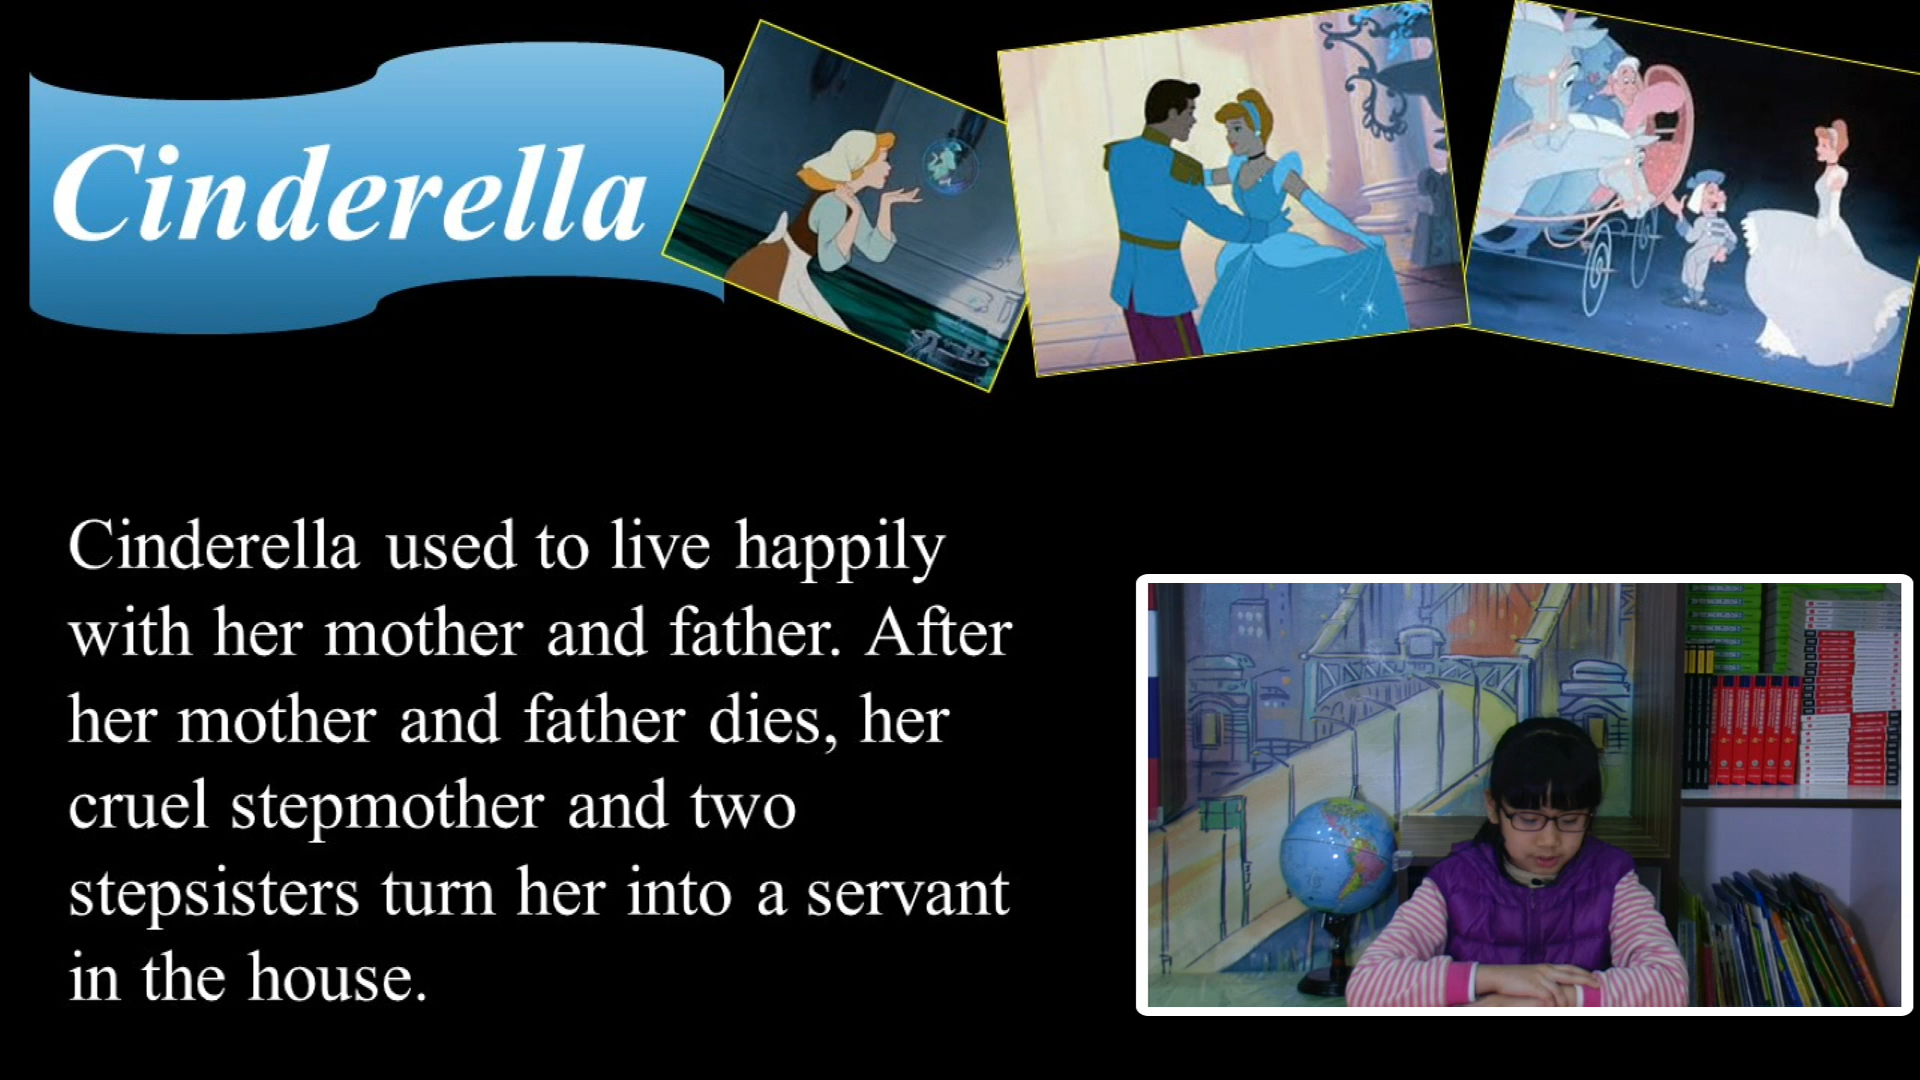 Cinderella
Cinderella used to live happily
with her mother and father. After
her mother and father dies, her
cruel stepmother and two
stepsisters turn her into a servant
in the house.